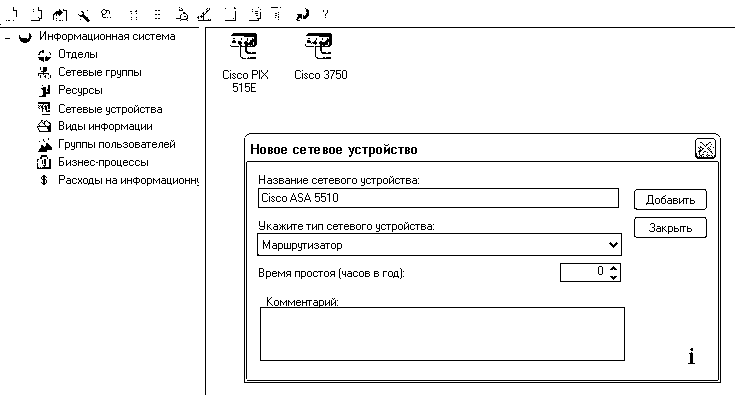 Информационная система
Отделы
Сетевые группы
Ресурсы
Сетевые устройства
Виды информации
Группы пользователей
Бизнес-процессы
$ Расходы на информационну
Cisco PIX
515E
Cisco 3750
Новое сетевое устройство
Название сетевого устройства:
Cisco ASA 5510
Добавить
Укажите тип сетевого устройства:
Закрыть
Маршрутизатор
Время простоя (часов в год):
0
Комментарий: